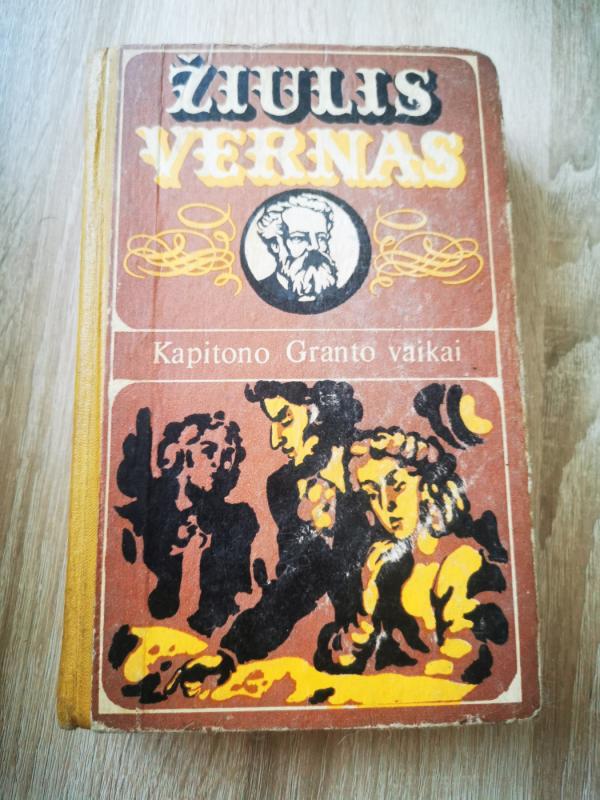 ŽIULIS
VERNAS
Kapitono Granto vaikai